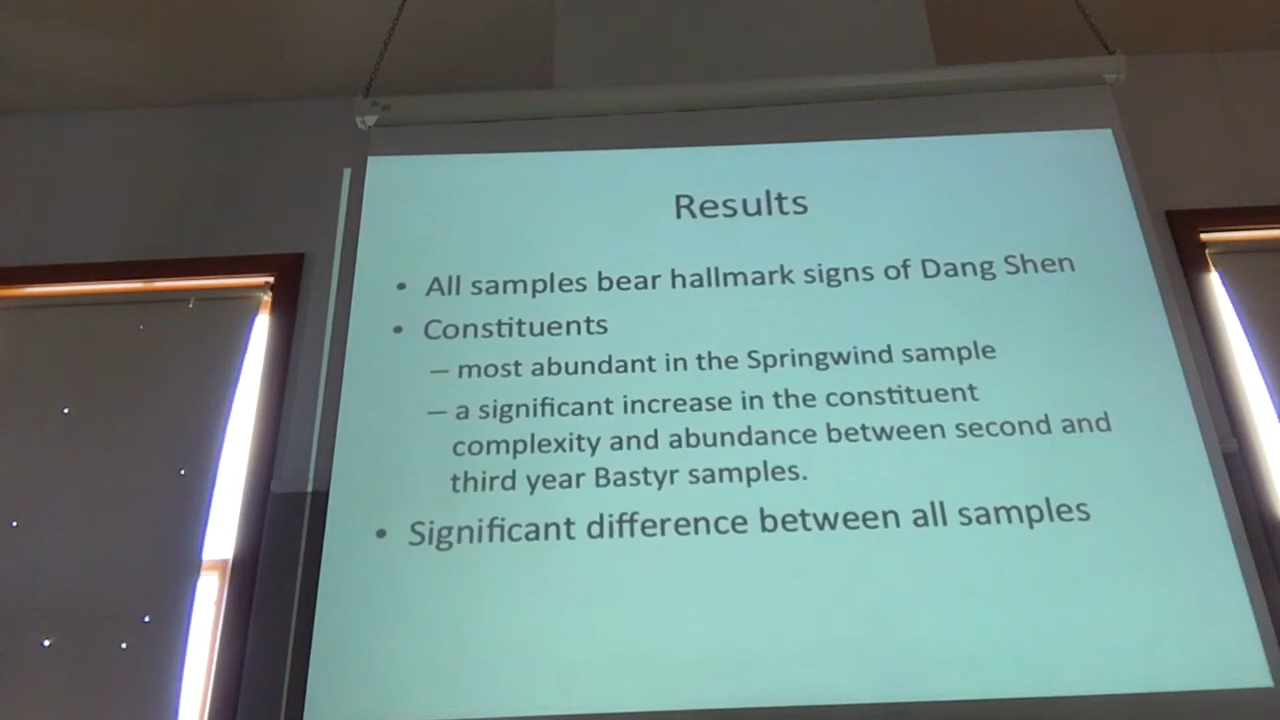 Results
• All samples bear hallmark signs of Dang Shen
• Constituents
– most abundant in the Springwind sample
– a significant increase in the constituent
complexity and abundance between second and
third year Bastyr samples.
• Significant difference between all samples